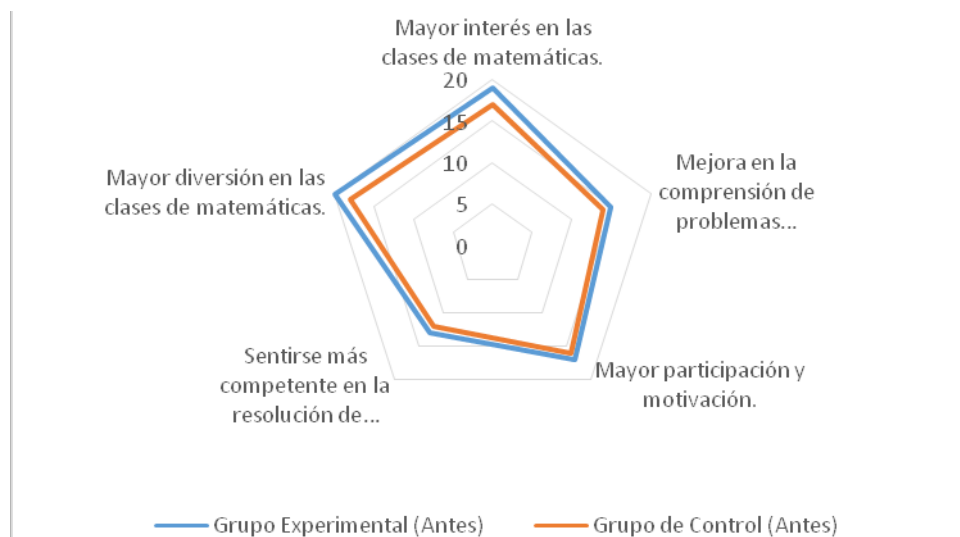 Mayor interés en las
clases de matemáticas.
20
15
10
5
0
Mejora en la
comprensión de
problemas...
Mayor participación y
motivación.
Sentirse más
competente en la
resolución de...
Mayor diversión en las
clases de matemáticas.
Grupo Experimental (Antes)
Grupo de Control (Antes)